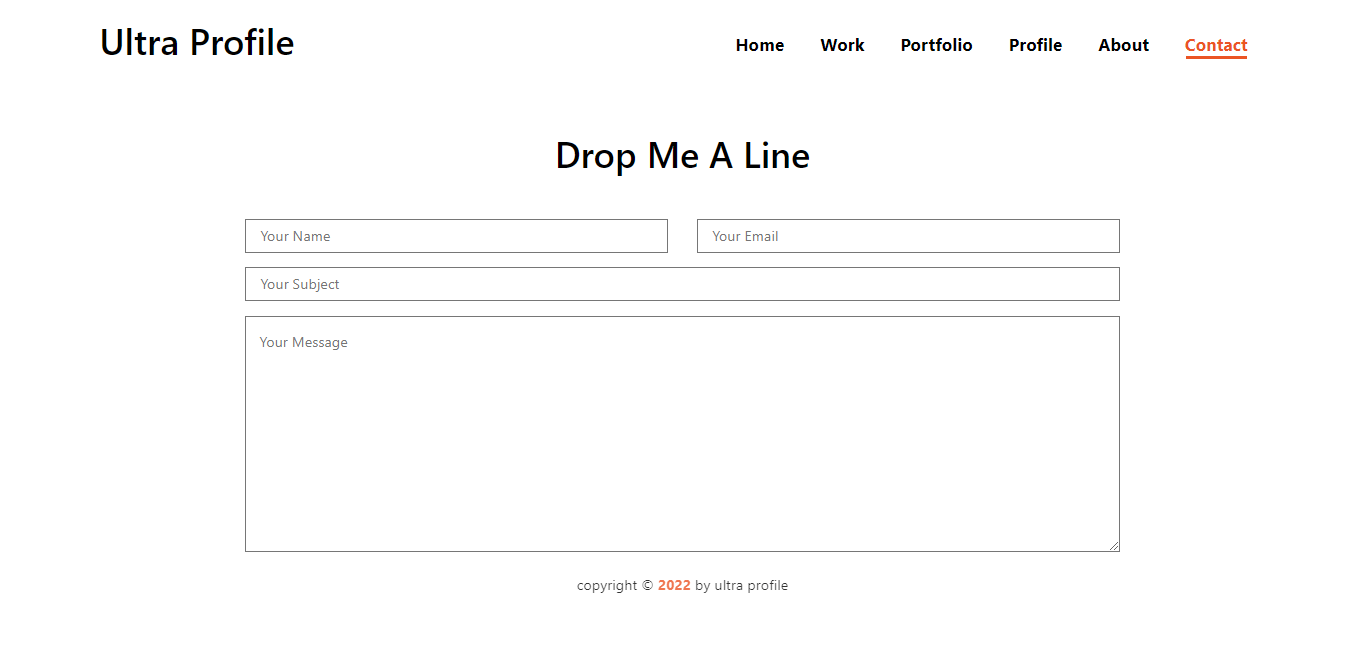 Ultra Profile
Home Work Portfolio Profile About Contact
Drop Me A Line
Your Name Your Email
Your Subject
Your Message
copyright © 2022 by ultra profile